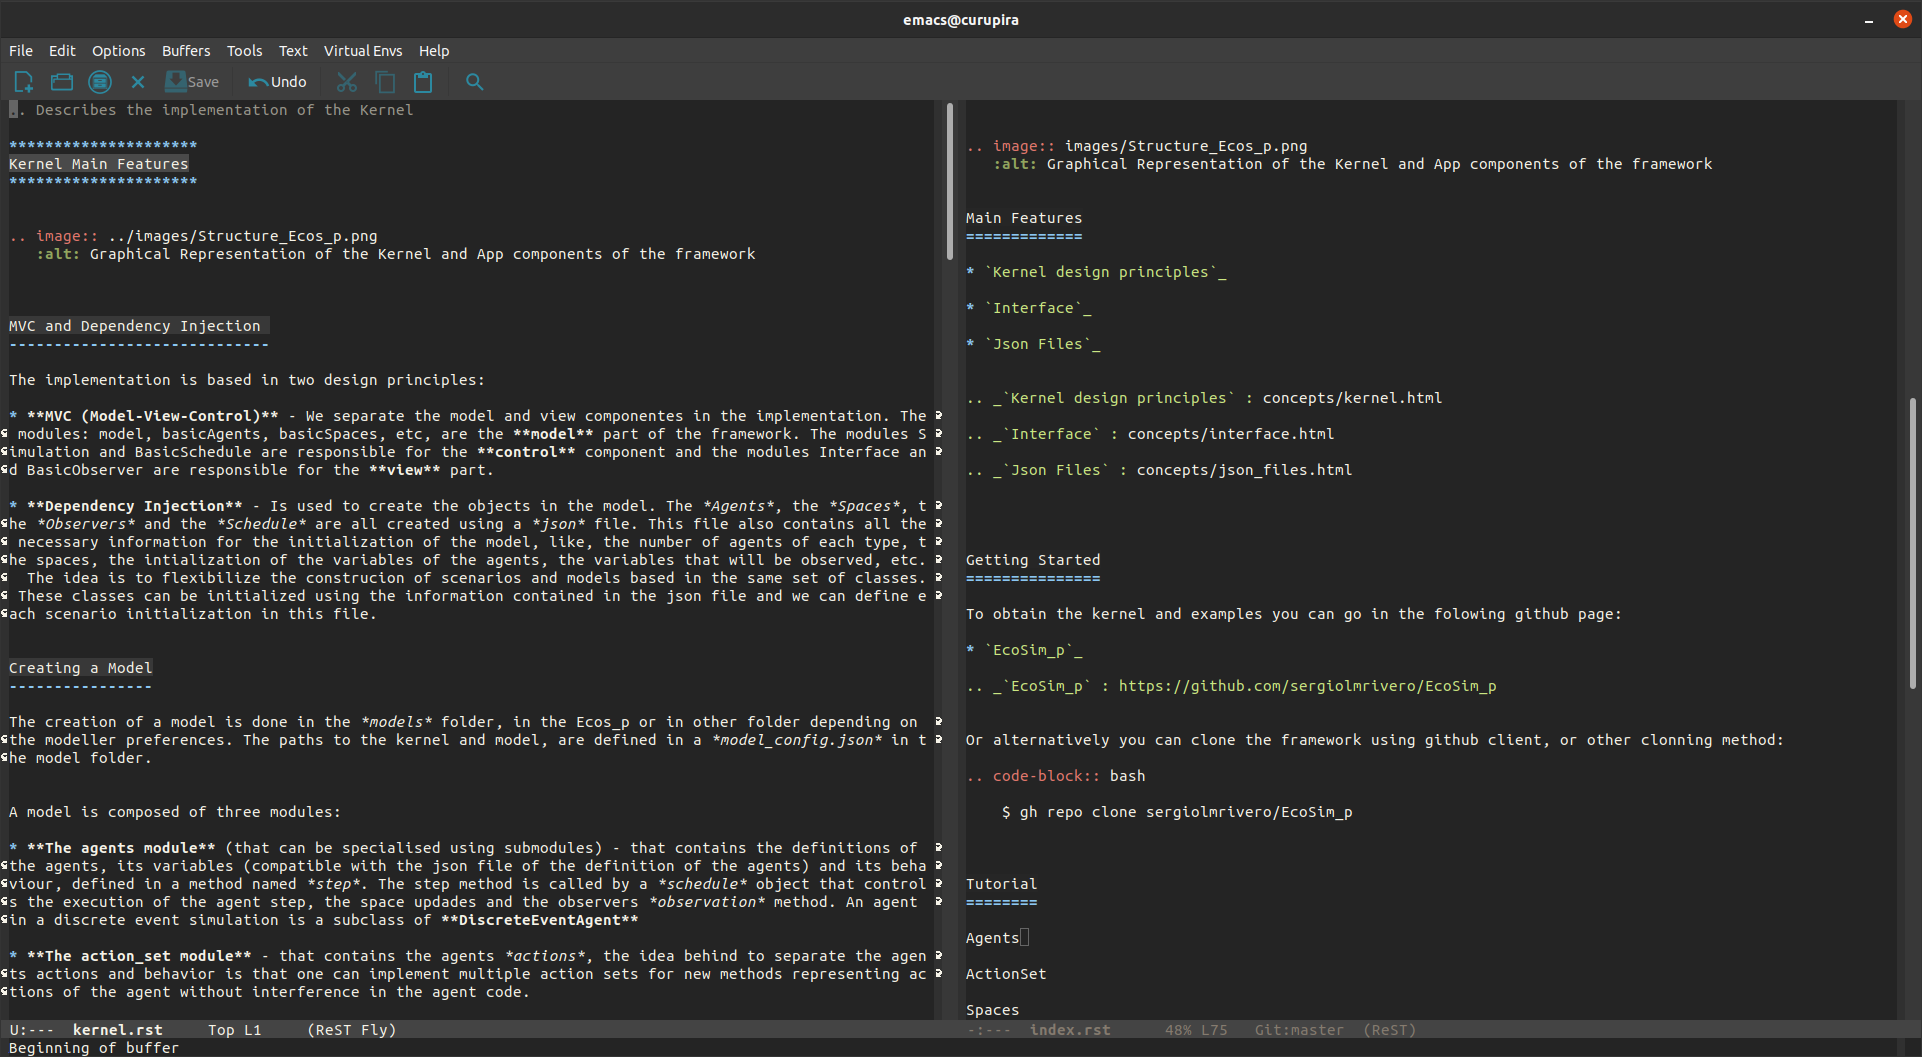 emacs@curupira
File Edit Options Buffers Tools Text Virtual Envs Help
Save Undo
.. Describes the implementation of the Kernel
*********************
Kernel Main Features
*********************
.. image:: ../images/Structure_Ecos_p.png
:alt: Graphical Representation of the Kernel and App components of the framework
MVC and Dependency Injection
-----------------------------
The implementation is based in two design principles:
* **MVC (Model-View-Control)** - We separate the model and view componentes in the implementation. The
modules: model, basicAgents, basicSpaces, etc, are the **model** part of the framework. The modules S
imulation and BasicSchedule are responsible for the **control** component and the modules Interface an
d BasicObserver are responsible for the **view** part.
* **Dependency Injection** - Is used to create the objects in the model. The *Agents*, the *Spaces*, t
he *Observers* and the *Schedule* are all created using a *json* file. This file also contains all the
necessary information for the initialization of the model, like, the number of agents of each type, t
he spaces, the intialization of the variables of the agents, the variables that will be observed, etc.
The idea is to flexibilize the construcion of scenarios and models based in the same set of classes.
These classes can be initialized using the information contained in the json file and we can define e
ach scenario initialization in this file.
Creating a Model
----------------
The creation of a model is done in the *models* folder, in the Ecos_p or in other folder depending on
the modeller preferences. The paths to the kernel and model, are defined in a *model_config.json* in t
he model folder.
A model is composed of three modules:
* **The agents module** (that can be specialised using submodules) - that contains the definitions of
the agents, its variables (compatible with the json file of the definition of the agents) and its beha
viour, defined in a method named *step*. The step method is called by a *schedule* object that control
s the execution of the agent step, the space updades and the observers *observation* method. An agent
in a discrete event simulation is a subclass of **DiscreteEventAgent**
* **The action_set module** - that contains the agents *actions*, the idea behind to separate the agen
ts actions and behavior is that one can implement multiple action sets for new methods representing ac
tions of the agent without interference in the agent code.
U:--- kernel.rst Top L1 (ReST Fly)
Beginning of buffer
.. image:: images/Structure_Ecos_p.png
:alt: Graphical Representation of the Kernel and App components of the framework
Main Features
=============
* `Kernel design principles`_
* `Interface`_
* `Json Files`_
.. _`Kernel design principles` : concepts/kernel.html
.. _`Interface` : concepts/interface.html
.. _`Json Files` : concepts/json_files.html
Getting Started
===============
To obtain the kernel and examples you can go in the folowing github page:
* `EcoSim_p`_
.. _`EcoSim_p` : https://github.com/sergiolmrivero/EcoSim_p
Or alternatively you can clone the framework using github client, or other clonning method:
.. code-block:: bash
$ gh repo clone sergiolmrivero/EcoSim_p
Tutorial
========
Agents
ActionSet
Spaces
-:--- index.rst 48% L75 Git:master (ReST)